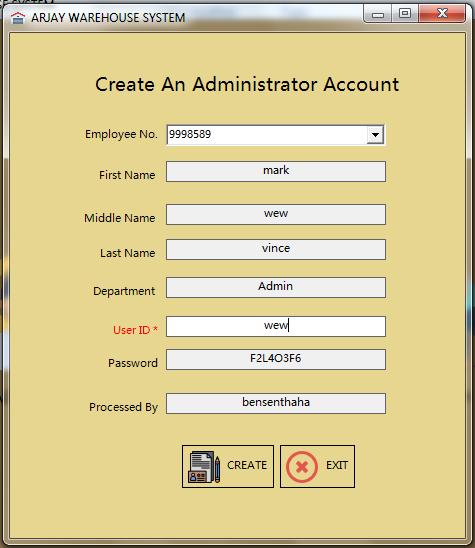 ARJAY WAREHOUSE SYSTEM
Create An Administrator Account
Employee No. 9998589
First Name mark
Middle Name wew
Last Name vince
Department Admin
User ID * wew
Password F2L4O3F6
Processed By bensenthaha
CREATE EXIT